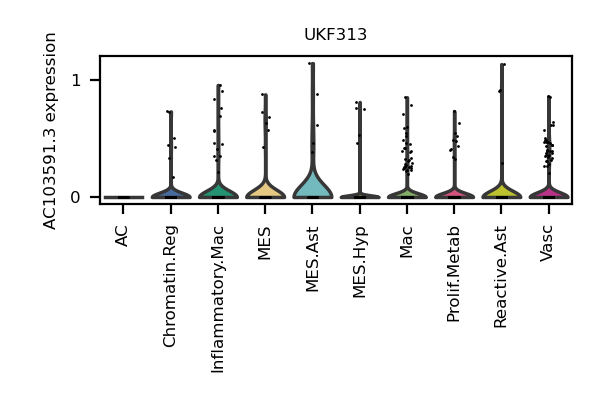 UKF313
AC103591.3 expression
1
0
AC
Chromatin.Reg
Inflammatory.Mac
MES
MES.Ast
MES.Hyp
Mac
Prolif.Metab
Reactive.Ast
Vasc